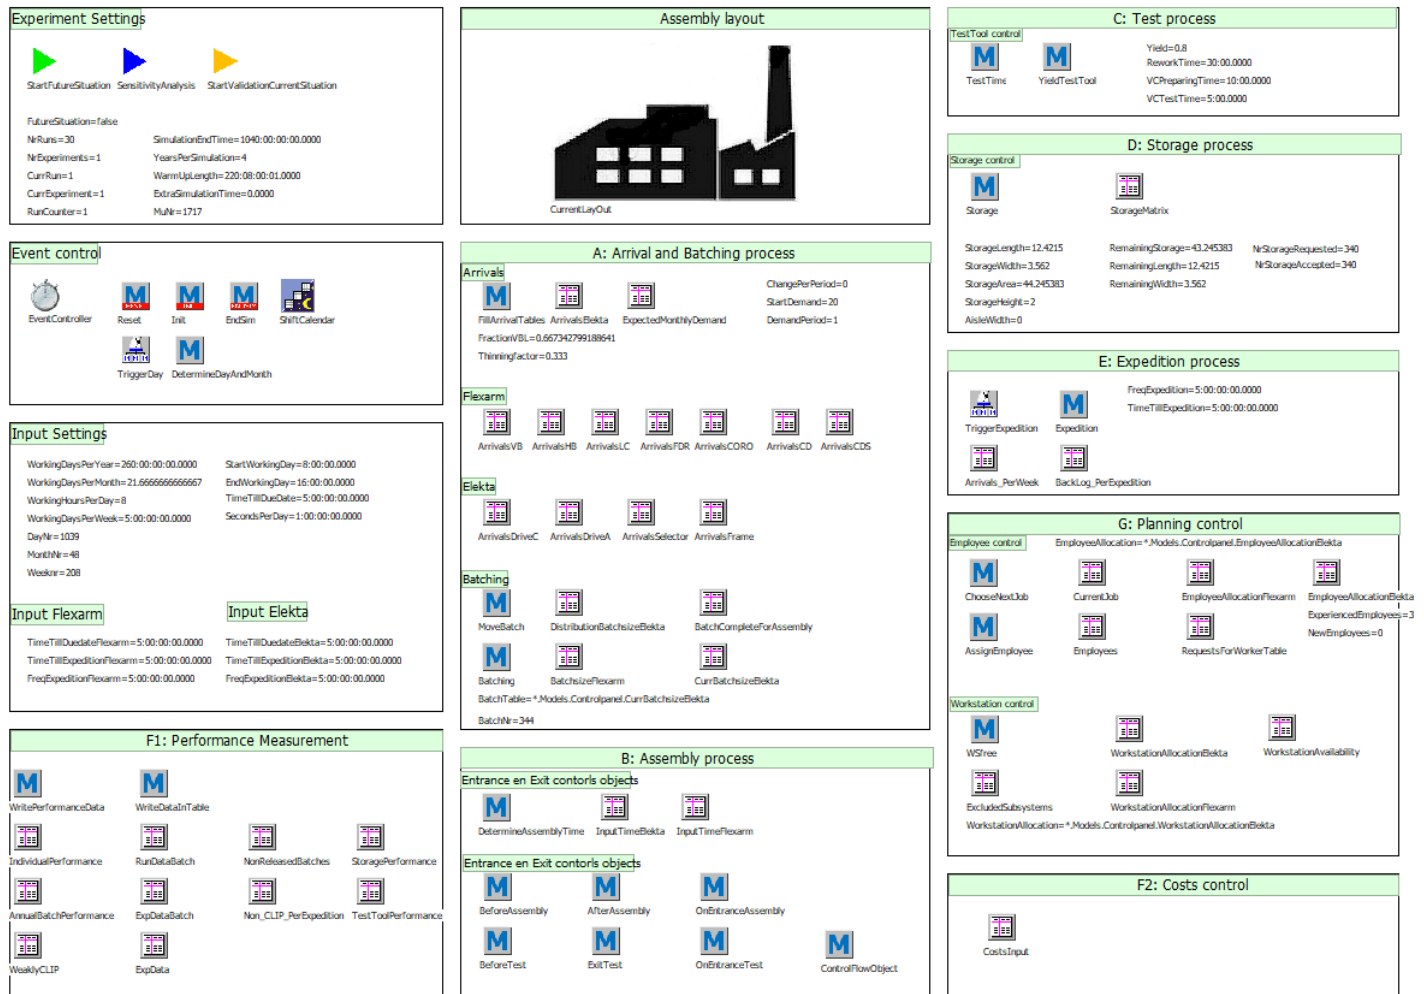 Experiment Settings
StartFutureSituation SensitivityAnalysis StartValidationCurrentSituation
FutureSituation=false
NrRuns=30 SimulationEndTime=1040:00:00:00.0000
NrExperiments=1 YearsPerSimulation=4
CurrRun=1 WarmUpLength=220:08:00:01.0000
CurrExperiment=1 ExtraSimulationTime=0.0000
RunCounter=1 MuNr=1717
Event control
EventController Reset Init EndSim ShiftCalendar
TriggerDay DetermineDayAndMonth
Input Settings
WorkingDaysPerYear=260:00:00:00.0000 StartWorkingDay=8:00:00.0000
WorkingDaysPerMonth=21.6666666666667 EndWorkingDay=16:00:00.0000
WorkingHoursPerDay=8 TimeTillDueDate=5:00:00:00.0000
WorkingDaysPerWeek=5:00:00:00.0000 SecondsPerDay=1:00:00:00.0000
DayNr=1039
MonthNr=48
Weeknr=208
Input Flexarm Input Elekta
TimeTillDuedateFlexarm=5:00:00:00.0000 TimeTillDuedateElekta=5:00:00:00.0000
TimeTillExpeditionFlexarm=5:00:00:00.0000 TimeTillExpeditionElekta=5:00:00:00.0000
FreqExpeditionFlexarm=5:00:00:00.0000 FreqExpeditionElekta=5:00:00:00.0000
F1: Performance Measurement
M M
WritePerformanceData WriteDataInTable
IndividualPerformance RunDataBatch NonReleasedBatches StoragePerformance
AnnualBatchPerformance ExpDataBatch Non_CLIP_PerExpedition TestToolPerformance
WeaklyCLIP ExpData
Assembly layout
CurrentLayOut
A: Arrival and Batching process
Arrivals
ChangePerPeriod=0
StartDemand=20
FillArrivalTables ArrivalsElekta ExpectedMonthlyDemand DemandPeriod=1
FractionVBL=0.667342799188641
Thinningfactor=0.333
Flexarm
ArrivalsVB ArrivalsHB ArrivalsLC ArrivalsFDR ArrivalsCORO ArrivalsCD ArrivalsCDS
Elekta
ArrivalsDriveC ArrivalsDriveA ArrivalsSelector ArrivalsFrame
Batching
MoveBatch DistributionBatchsizeElekta BatchCompleteForAssembly
Batching BatchsizeFlexarm CurrBatchsizeElekta
BatchTable=*.Models.Controlpanel.CurrBatchsizeElekta
BatchNr=344
B: Assembly process
Entrance en Exit contorls objects
DetermineAssemblyTime InputTimeElekta InputTimeFlexarm
Entrance en Exit contorls objects
BeforeAssembly AfterAssembly OnEntranceAssembly
BeforeTest ExitTest OnEntranceTest ControlFlowObject
C: Test process
TestTool control
Yield=0.8
ReworkTime=30:00.0000
TestTime YieldTestTool VCPreparingTime=10:00.0000
VCTestTime=5:00.0000
D: Storage process
Storage control
Storage StorageMatrix
StorageLength=12.4215 RemainingStorage=43.245383 NrStorageRequested=340
StorageWidth=3.562 RemainingLength=12.4215 NrStorageAccepted=340
StorageArea=44.245383 RemainingWidth=3.562
StorageHeight=2
AisleWidth=0
E: Expedition process
FreqExpedition=5:00:00:00.0000
TimeTillExpedition=5:00:00:00.0000
TriggerExpedition Expedition
Arrivals_PerWeek BackLog_PerExpedition
G: Planning control
Employee control EmployeeAllocation=*.Models.Controlpanel.EmployeeAllocationElekta
ChooseNextJob CurrentJob EmployeeAllocationFlexarm EmployeeAllocationElekta
ExperiencedEmployees=3
NewEmployees=0
AssignEmployee Employees RequestsForWorkerTable
Workstation control
WSfree WorkstationAllocationElekta WorkstationAvailability
ExcludedSubsystems WorkstationAllocationFlexarm
WorkstationAllocation=*.Models.Controlpanel.WorkstationAllocationElekta
F2: Costs control
CostsInput